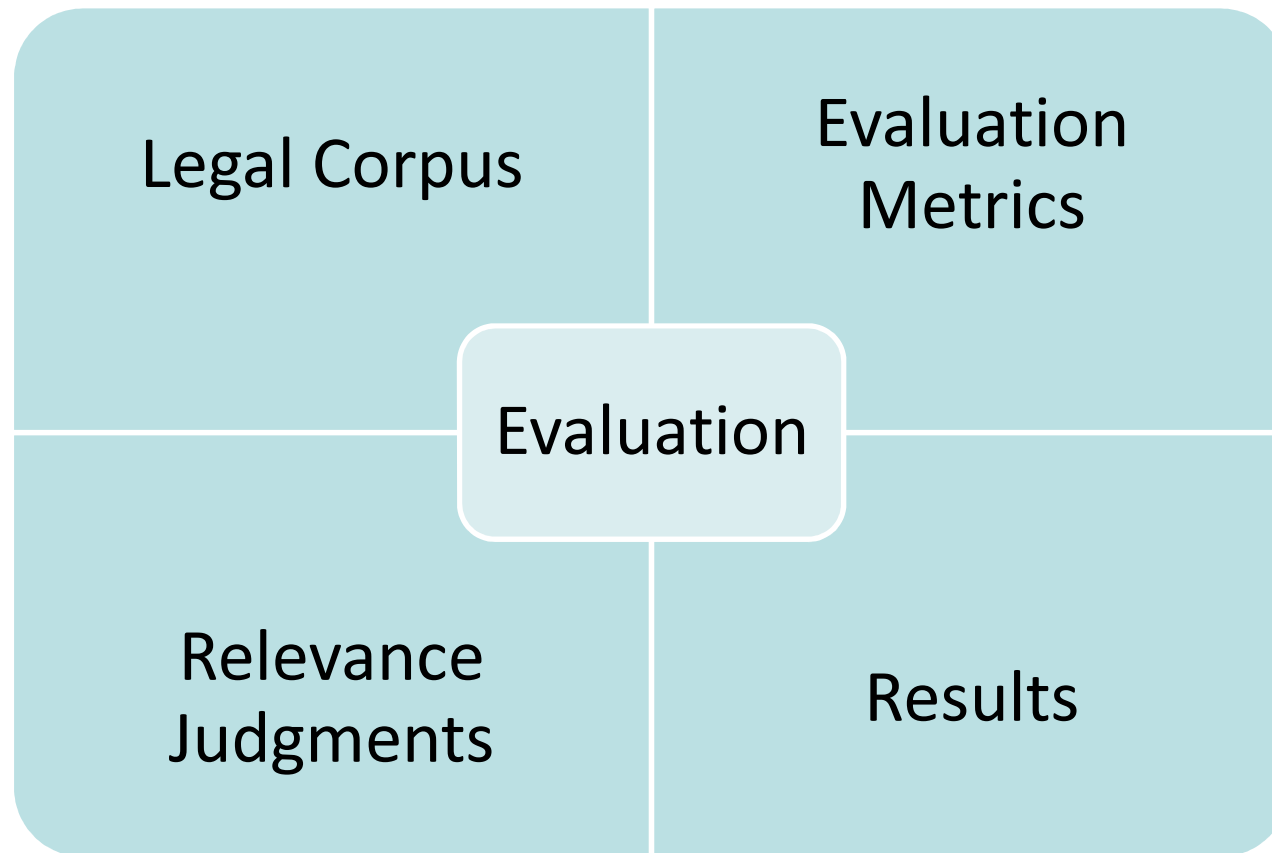 Legal Corpus
Evaluation
Metrics
Evaluation
Relevance
Judgments
Results